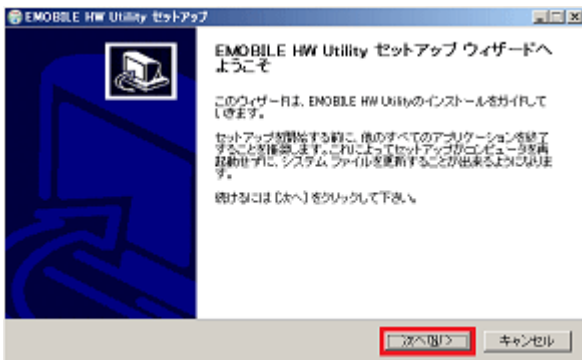 EMOBILE HW Utility セットアップ
EMOBILE HW Utility セットアップ ウィザードへ
ようこそ
このウィザードは、EMOBILE HW Utilityのインストールをガイドして
いきます。
セットアップを開始する前に、他のすべてのアプリケーションを終了
することを推奨します。これによってセットアップがコンピュータを再
起動せずに、システム ファイルを更新することが出来るようになりま
す。
続けるには [次へ] をクリックして下さい。
次へ(N) >
キャンセル